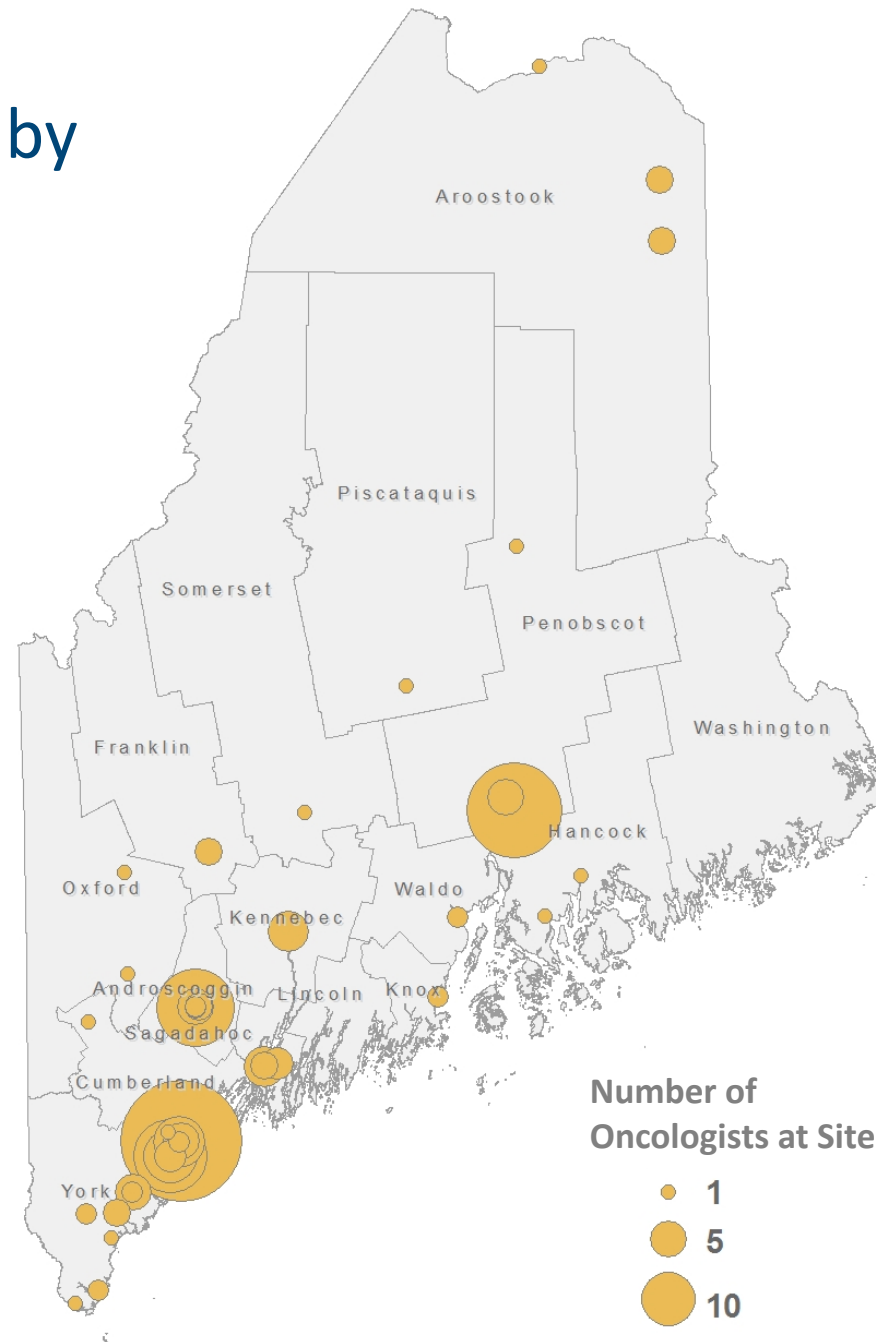 by
Aroostook
Piscataquis
Somerset
Penobscot
Washington
Franklin
Hancock
Oxford
Waldo
Kennebec
Androscoggin
Lincoln
Knox
Sagadahoc
Cumberland
York
Number of
Oncologists at Site
1
5
10